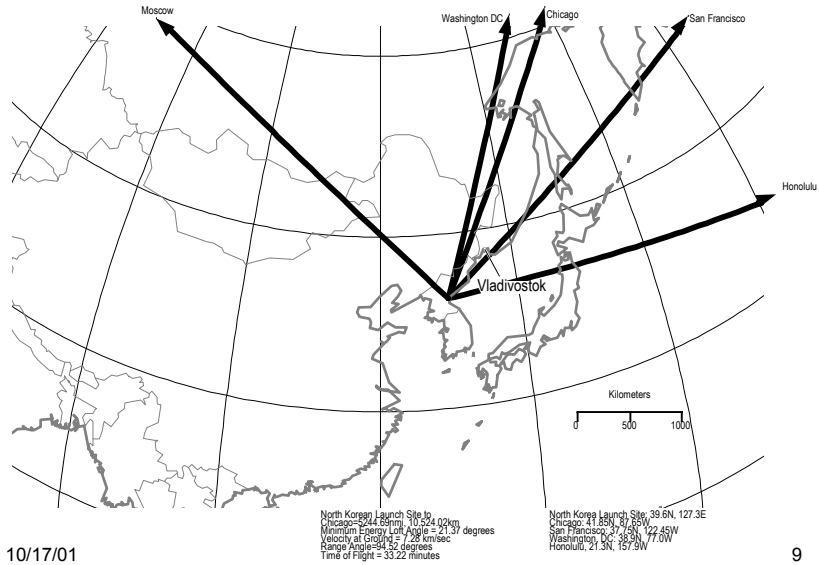 Moscow
Washington DC
Chicago
San Francisco
Honolulu
Vladivostok
Kilometers
0 500 1000
North Korean Launch Site to
Chicago=5244.69nmi, 10,524.02km
Minimum Energy Loft Angle = 21.37 degrees
Velocity at Ground = 7.28 km/sec
Range Angle=94.52 degrees
Time of Flight = 33.22 minutes
North Korea Launch Site: 39.6N, 127.3E
Chicago: 41.85N, 87.65W
San Francisco: 37.75N, 122.45W
Washington, DC: 38.9N, 77.0W
Honolulu, 21.3N, 157.9W
10/17/01
9